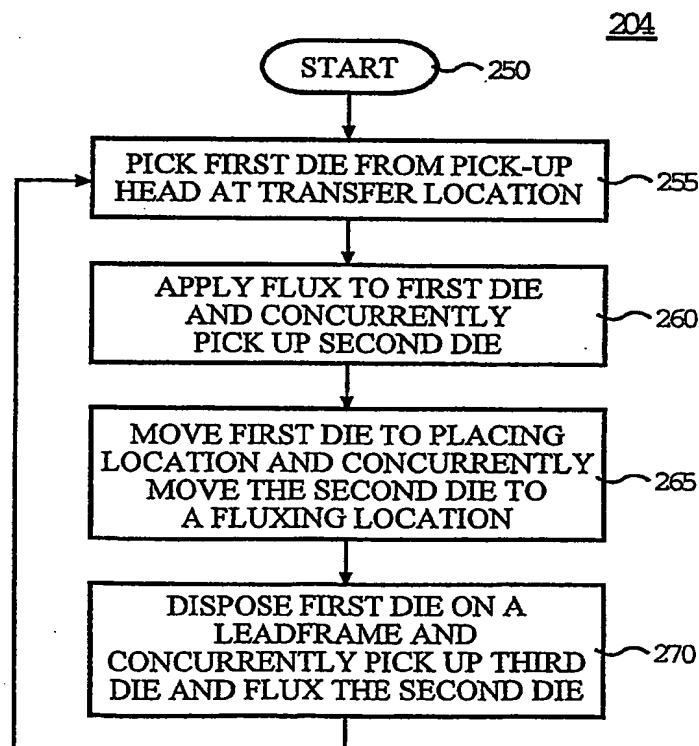 204
START
250
PICK FIRST DIE FROM PICK-UP
HEAD AT TRANSFER LOCATION
255
APPLY FLUX TO FIRST DIE
AND CONCURRENTLY
PICK UP SECOND DIE
260
MOVE FIRST DIE TO PLACING
LOCATION AND CONCURRENTLY
MOVE THE SECOND DIE TO
A FLUXING LOCATION
265
DISPOSE FIRST DIE ON A
LEADFRAME AND
CONCURRENTLY PICK UP THIRD
DIE AND FLUX THE SECOND DIE
270